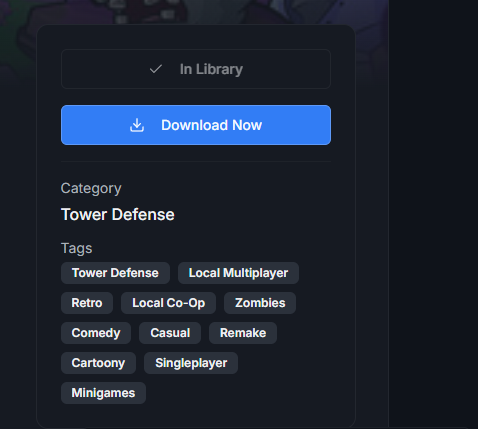 In Library
Download Now
Category
Tower Defense
Tags
Tower Defense Local Multiplayer
Retro Local Co-Op Zombies
Comedy Casual Remake
Cartoony Singleplayer
Minigames